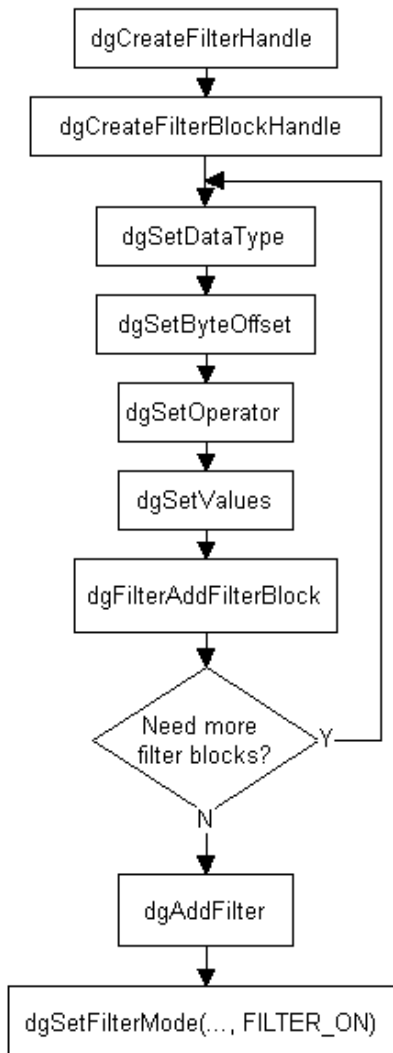 dgCreateFilterHandle
dgCreateFilterBlockHandle
dgSetDataType
dgSetByteOffset
dgSetOperator
dgSetValues
dgFilterAddFilterBlock
Need more
filter blocks?
Y
N
dgAddFilter
dgSetFilterMode(..., FILTER_ON)